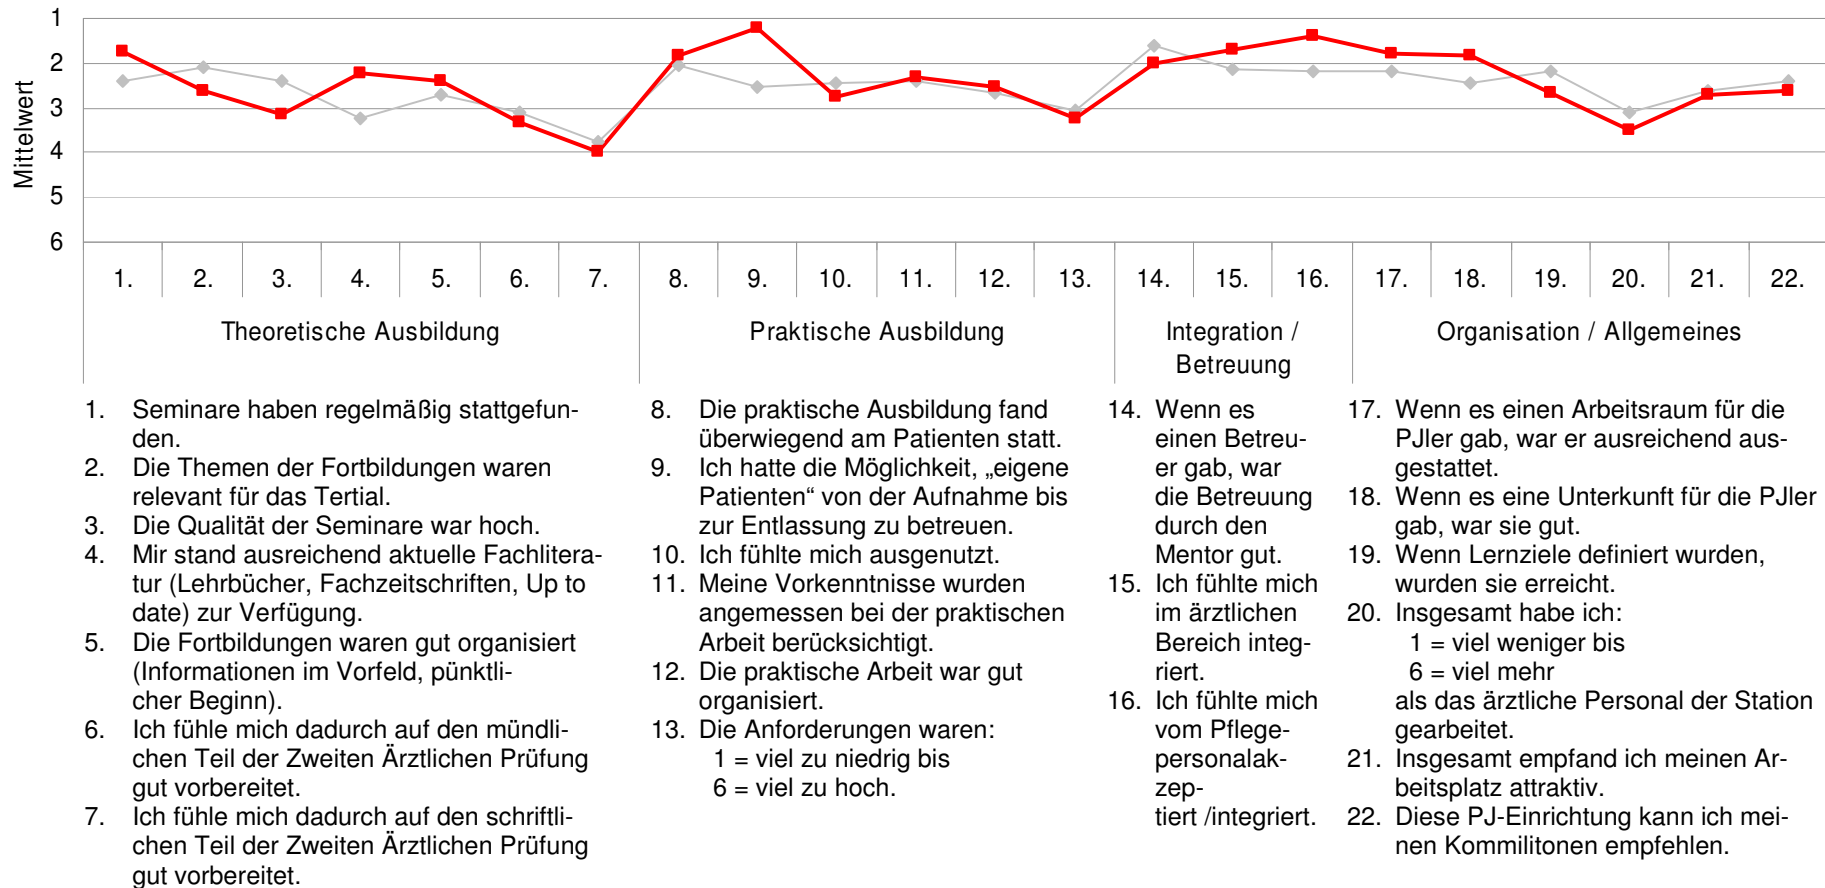 1
2
3
4
5
6
Mittelwert
1. 2. 3. 4. 5. 6. 7. 8. 9. 10. 11. 12. 13. 14. 15. 16. 17. 18. 19. 20. 21. 22.
Theoretische Ausbildung
Praktische Ausbildung
Integration /
Betreuung
Organisation / Allgemeines
1. Seminare haben regelmäßig stattgefun-
den.
2. Die Themen der Fortbildungen waren
relevant für das Tertial.
3. Die Qualität der Seminare war hoch.
4. Mir stand ausreichend aktuelle Fachlitera-
tur (Lehrbücher, Fachzeitschriften, Up to
date) zur Verfügung.
5. Die Fortbildungen waren gut organisiert
(Informationen im Vorfeld, pünktli-
cher Beginn).
6. Ich fühle mich dadurch auf den mündli-
chen Teil der Zweiten Ärztlichen Prüfung
gut vorbereitet.
7. Ich fühle mich dadurch auf den schriftli-
chen Teil der Zweiten Ärztlichen Prüfung
gut vorbereitet.
8. Die praktische Ausbildung fand
überwiegend am Patienten statt.
9. Ich hatte die Möglichkeit, „eigene
Patienten“ von der Aufnahme bis
zur Entlassung zu betreuen.
10. Ich fühlte mich ausgenutzt.
11. Meine Vorkenntnisse wurden
angemessen bei der praktischen
Arbeit berücksichtigt.
12. Die praktische Arbeit war gut
organisiert.
13. Die Anforderungen waren:
1 = viel zu niedrig bis
6 = viel zu hoch.
14. Wenn es
einen Betreu-
er gab, war
die Betreuung
durch den
Mentor gut.
15. Ich fühlte mich
im ärztlichen
Bereich integ-
riert.
16. Ich fühlte mich
vom Pflege-
personalak-
zep-
tiert /integriert.
17. Wenn es einen Arbeitsraum für die
PJler gab, war er ausreichend aus-
gestattet.
18. Wenn es eine Unterkunft für die PJler
gab, war sie gut.
19. Wenn Lernziele definiert wurden,
wurden sie erreicht.
20. Insgesamt habe ich:
1 = viel weniger bis
6 = viel mehr
als das ärztliche Personal der Station
gearbeitet.
21. Insgesamt empfand ich meinen Ar-
beitsplatz attraktiv.
22. Diese PJ-Einrichtung kann ich mei-
nen Kommilitonen empfehlen.